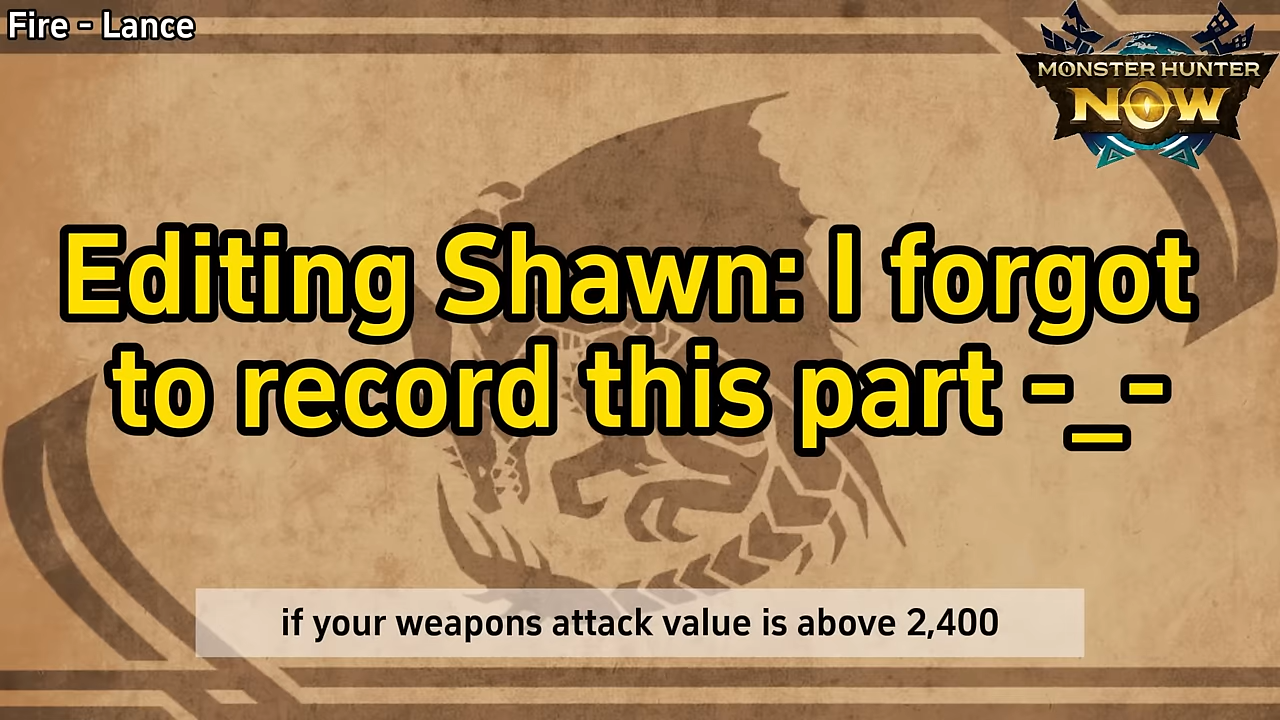 Fire - Lance
MONSTER HUNTER
NOW
Editing Shawn: I forgot
to record this part -_-
if your weapons attack value is above 2,400